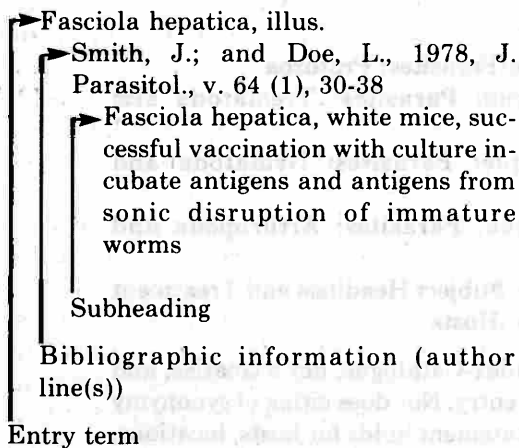 Fasciola hepatica, illus.
Smith, J.; and Doe, L., 1978, J.
Parasitol., v. 64 (1), 30-38
Fasciola hepatica, white mice, suc-
cessful vaccination with culture in-
cubate antigens and antigens from
sonic disruption of immature
worms
Subheading
Bibliographic information (author
line(s))
Entry term